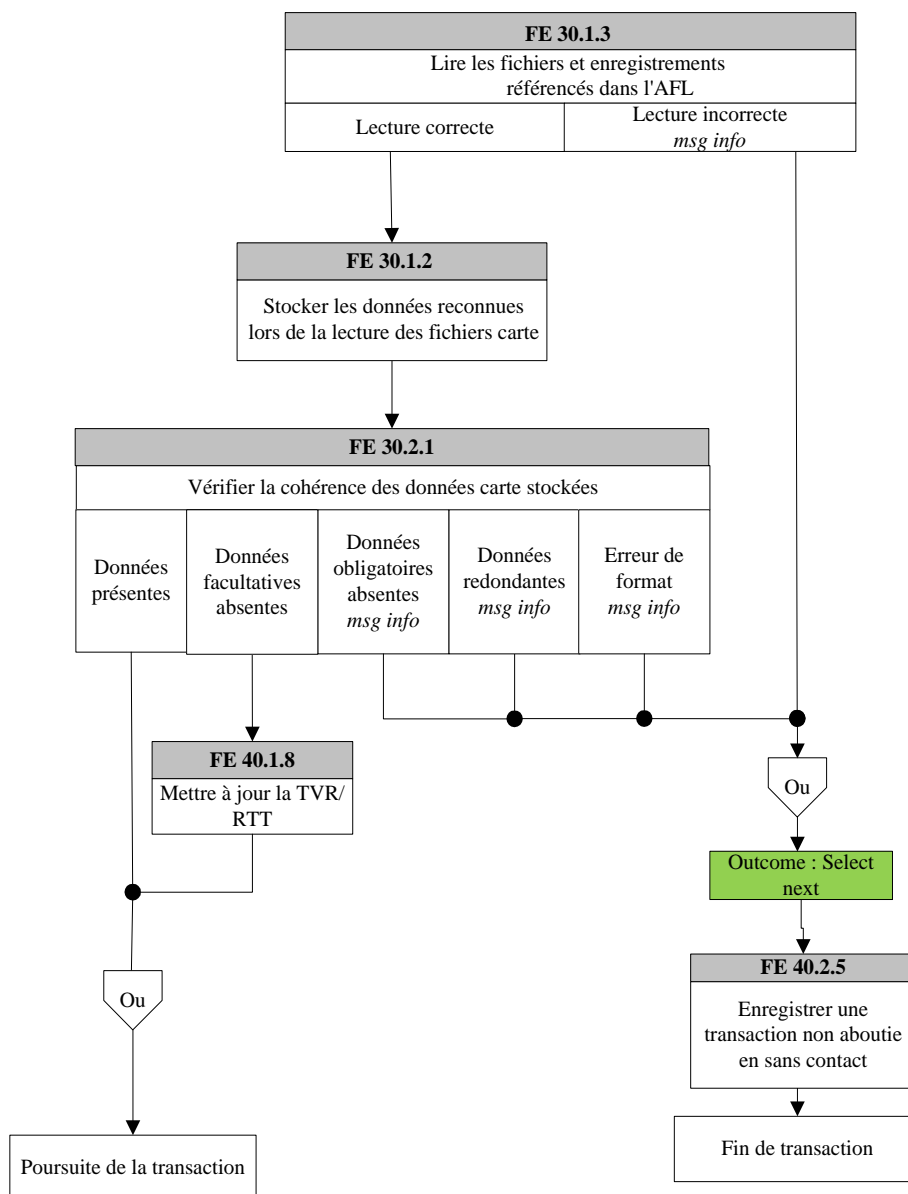 FE 30.1.3
Lire les fichiers et enregistrements
référencés dans l'AFL
Lecture correcte
Lecture incorrecte
msg info
FE 30.1.2
Stocker les données reconnues
lors de la lecture des fichiers carte
FE 30.2.1
Vérifier la cohérence des données carte stockées
Données
présentes
Données
facultatives
absentes
Données
obligatoires
absentes
msg info
Données
redondantes
msg info
Erreur de
format
msg info
FE 40.1.8
Mettre à jour la TVR/
RTT
Ou
Outcome : Select
next
FE 40.2.5
Enregistrer une
transaction non aboutie
en sans contact
Fin de transaction
Ou
Poursuite de la transaction